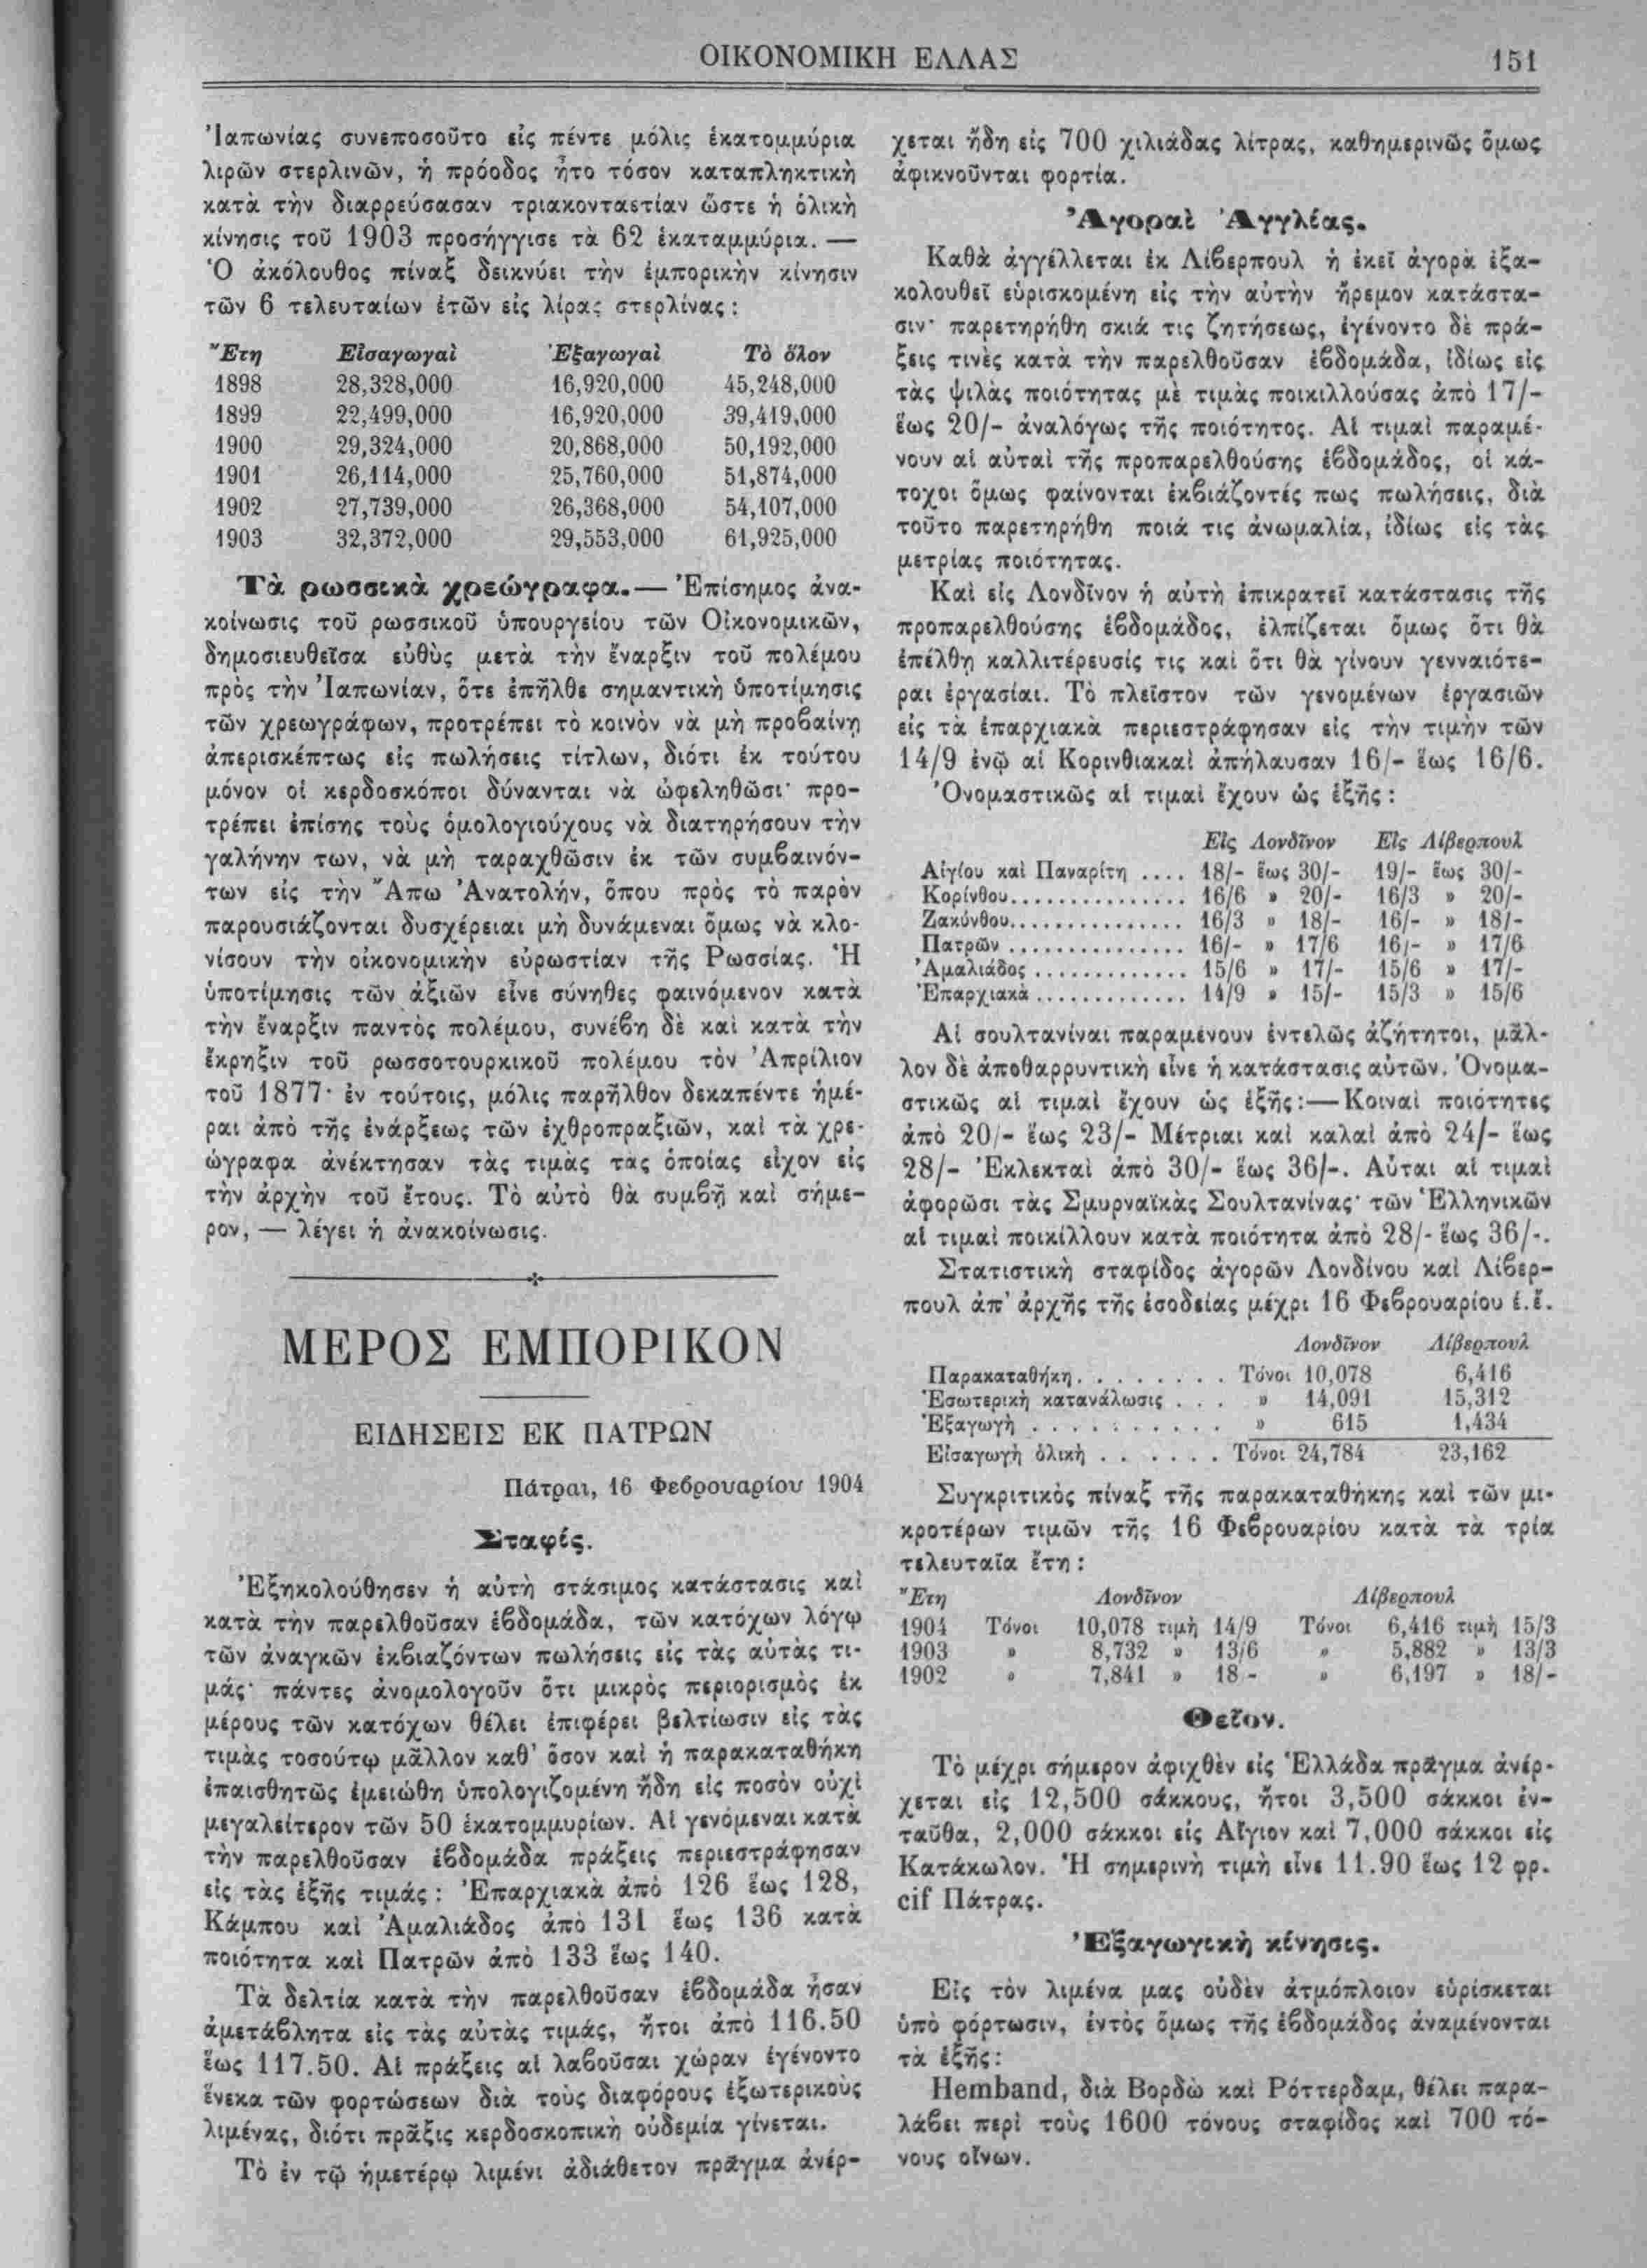 ΟΙΚΟΝΟΜΙΚΗ ΕΛΛΑΣ 151
Ἰαπωνίας συνεποσοῦτο εἰς πέντε μόλις ἑκατομμύρια
λιρῶν στερλινῶν, ἡ πρόοδος ἦτο τόσον καταπληκτικὴ
κατὰ τὴν διαρρεύσασαν τριακονταετίαν ὥστε ἡ ὁλικὴ
κίνησις τοῦ 1903 προσήγγισε τὰ 62 ἑκαταμμύρια. —
Ὁ ἀκόλουθος πίναξ δεικνύει τὴν ἐμπορικὴν κίνησιν
τῶν 6 τελευταίων ἐτῶν εἰς λίρας στερλίνας :
Ἔτη Εἰσαγωγαὶ Ἐξαγωγαὶ Τὸ ὅλον
1898 28,328,000 16,920,000 45,248,000
1899 22,499,000 16,920,000 39,419,000
1900 29,324,000 20,868,000 50,192,000
1901 26,114,000 25,760,000 51,874,000
1902 27,739,000 26,368,000 54,107,000
1903 32,372,000 29,553,000 61,925,000
Τὰ ρωσσικὰ χρεώγραφα.— Ἐπίσημος ἀνα-
κοίνωσις τοῦ ρωσσικοῦ ὑπουργείου τῶν Οἰκονομικῶν,
δημοσιευθεῖσα εὐθὺς μετὰ τὴν ἔναρξιν τοῦ πολέμου
πρὸς τὴν Ἰαπωνίαν, ὅτε ἐπῆλθε σημαντικὴ ὑποτίμησις
τῶν χρεωγράφων, προτρέπει τὸ κοινὸν νὰ μὴ προβαίνῃ
ἀπερισκέπτως εἰς πωλήσεις τίτλων, διότι ἐκ τούτου
μόνον οἱ κερδοσκόποι δύνανται νὰ ὠφεληθῶσι· προ-
τρέπει ἐπίσης τοὺς ὁμολογιούχους νὰ διατηρήσουν τὴν
γαλήνην των, νὰ μὴ ταραχθῶσιν ἐκ τῶν συμβαινόν-
των εἰς τὴν Ἄπω Ἀνατολήν, ὅπου πρὸς τὸ παρὸν
παρουσιάζονται δυσχέρειαι μὴ δυνάμεναι ὅμως νὰ κλο-
νίσουν τὴν οἰκονομικὴν εὐρωστίαν τῆς Ρωσσίας. Ἡ
ὑποτίμησις τῶν ἀξιῶν εἶνε σύνηθες φαινόμενον κατὰ
τὴν ἔναρξιν παντὸς πολέμου, συνέβη δὲ καὶ κατὰ τὴν
ἔκρηξιν τοῦ ρωσσοτουρκικοῦ πολέμου τὸν Ἀπρίλιον
τοῦ 1877· ἐν τούτοις, μόλις παρῆλθον δεκαπέντε ἡμέ-
ραι ἀπὸ τῆς ἐνάρξεως τῶν ἐχθροπραξιῶν, καὶ τὰ χρε-
ώγραφα ἀνέκτησαν τὰς τιμὰς τὰς ὁποίας εἶχον εἰς
τὴν ἀρχὴν τοῦ ἔτους. Τὸ αὐτὸ θὰ συμβῇ καὶ σήμε-
ρον, — λέγει ἡ ἀνακοίνωσις.
ΜΕΡΟΣ ΕΜΠΟΡΙΚΟΝ
ΕΙΔΗΣΕΙΣ ΕΚ ΠΑΤΡΩΝ
Πάτραι, 16 Φεβρουαρίου 1904
Σταφίς.
Ἐξηκολούθησεν ἡ αὐτὴ στάσιμος κατάστασις καὶ
κατὰ τὴν παρελθοῦσαν ἑβδομάδα, τῶν κατόχων λόγῳ
τῶν ἀναγκῶν ἐκβιαζόντων πωλήσεις εἰς τὰς αὐτὰς τι-
μάς· πάντες ἀνομολογοῦν ὅτι μικρὸς περιορισμὸς ἐκ
μέρους τῶν κατόχων θέλει ἐπιφέρει βελτίωσιν εἰς τὰς
τιμὰς τοσούτῳ μᾶλλον καθ' ὅσον καὶ ἡ παρακαταθήκη
ἐπαισθητῶς ἐμειώθη ὑπολογιζομένη ἤδη εἰς ποσὸν οὐχὶ
μεγαλείτερον τῶν 50 ἑκατομμυρίων. Αἱ γενόμεναι κατὰ
τὴν παρελθοῦσαν ἑβδομάδα πράξεις περιεστράφησαν
εἰς τὰς ἑξῆς τιμάς : Ἐπαρχιακὰ ἀπὸ 126 ἕως 128,
Κάμπου καὶ Ἀμαλιάδος ἀπὸ 131 ἕως 136 κατὰ
ποιότητα καὶ Πατρῶν ἀπὸ 133 ἕως 140.
Τὰ δελτία κατὰ τὴν παρελθοῦσαν ἑβδομάδα ἦσαν
ἀμετάβλητα εἰς τὰς αὐτὰς τιμάς, ἤτοι ἀπὸ 116.50
ἕως 117.50. Αἱ πράξεις αἱ λαβοῦσαι χώραν ἐγένοντο
ἕνεκα τῶν φορτώσεων διὰ τοὺς διαφόρους ἐξωτερικοὺς
λιμένας, διότι πρᾶξις κερδοσκοπικὴ οὐδεμία γίνεται.
Τὸ ἐν τῷ ἡμετέρῳ λιμένι ἀδιάθετον πρᾶγμα ἀνέρ-
χεται ἤδη εἰς 700 χιλιάδας λίτρας, καθημερινῶς ὅμως
ἀφικνοῦνται φορτία.
Ἀγοραὶ Ἀγγλίας.
Καθὰ ἀγγέλλεται ἐκ Λίβερπουλ ἡ ἐκεῖ ἀγορὰ ἐξα-
κολουθεῖ εὑρισκομένη εἰς τὴν αὐτὴν ἤρεμον κατάστα-
σιν· παρετηρήθη σκιά τις ζητήσεως, ἐγένοντο δὲ πρά-
ξεις τινὲς κατὰ τὴν παρελθοῦσαν ἑβδομάδα, ἰδίως εἰς
τὰς ψιλὰς ποιότητας μὲ τιμὰς ποικιλλούσας ἀπὸ 17/-
ἕως 20/- ἀναλόγως τῆς ποιότητος. Αἱ τιμαὶ παραμέ-
νουν αἱ αὐταὶ τῆς προπαρελθούσης ἑβδομάδος, οἱ κά-
τοχοι ὅμως φαίνονται ἐκβιάζοντές πως πωλήσεις, διὰ
τοῦτο παρετηρήθη ποιά τις ἀνωμαλία, ἰδίως εἰς τὰς
μετρίας ποιότητας.
Καὶ εἰς Λονδῖνον ἡ αὐτὴ ἐπικρατεῖ κατάστασις τῆς
προπαρελθούσης ἑβδομάδος, ἐλπίζεται ὅμως ὅτι θὰ
ἐπέλθῃ καλλιτέρευσίς τις καὶ ὅτι θὰ γίνουν γενναιότε-
ραι ἐργασίαι. Τὸ πλεῖστον τῶν γενομένων ἐργασιῶν
εἰς τὰ ἐπαρχιακὰ περιεστράφησαν εἰς τὴν τιμὴν τῶν
14/9 ἐνῷ αἱ Κορινθιακαὶ ἀπήλαυσαν 16/- ἕως 16/6.
Ὀνομαστικῶς αἱ τιμαὶ ἔχουν ὡς ἑξῆς :
Εἰς Λονδῖνον Εἰς Λίβερπουλ
Αἰγίου καὶ Παναρίτη .... 18/- ἕως 30/- 19/- ἕως 30/-
Κορίνθου............... 16/6 » 20/- 16/3 » 20/-
Ζακύνθου............... 16/3 » 18/- 16/- » 18/-
Πατρῶν ............... 16/- » 17/6 16/- » 17/6
Ἀμαλιάδος ............. 15/6 » 17/- 15/6 » 17/-
Ἐπαρχιακὰ ............. 14/9 » 15/- 15/3 » 15/6
Αἱ σουλτανίναι παραμένουν ἐντελῶς ἀζήτητοι, μᾶλ-
λον δὲ ἀποθαρρυντικὴ εἶνε ἡ κατάστασις αὐτῶν. Ὀνομα-
στικῶς αἱ τιμαὶ ἔχουν ὡς ἑξῆς:—Κοιναὶ ποιότητες
ἀπὸ 20/- ἕως 23/- Μέτριαι καὶ καλαὶ ἀπὸ 24/- ἕως
28/- Ἐκλεκταὶ ἀπὸ 30/- ἕως 36/-. Αὗται αἱ τιμαὶ
ἀφορῶσι τὰς Σμυρναϊκὰς Σουλτανίνας· τῶν Ἑλληνικῶν
αἱ τιμαὶ ποικίλλουν κατὰ ποιότητα ἀπὸ 28/- ἕως 36/-.
Στατιστικὴ σταφίδος ἀγορῶν Λονδίνου καὶ Λίβερ-
πουλ ἀπ' ἀρχῆς τῆς ἐσοδείας μέχρι 16 Φεβρουαρίου ἐ.ἔ.
Λονδῖνον Λίβερπουλ
Παρακαταθήκη. . . . . . . . Τόνοι 10,078 6,416
Ἐσωτερικὴ κατανάλωσις . . . » 14,091 15,312
Ἐξαγωγὴ . . . . . . . . . . » 615 1,434
Εἰσαγωγὴ ὁλικὴ . . . . . . . Τόνοι 24,784 23,162
Συγκριτικὸς πίναξ τῆς παρακαταθήκης καὶ τῶν μι-
κροτέρων τιμῶν τῆς 16 Φεβρουαρίου κατὰ τὰ τρία
τελευταῖα ἔτη :
Ἔτη Λονδῖνον Λίβερπουλ
1904 Τόνοι 10,078 τιμὴ 14/9 Τόνοι 6,416 τιμὴ 15/3
1903 » 8,732 » 13/6 » 5,882 » 13/3
1902 » 7,841 » 18 - » 6,197 » 18/-
Θεῖον.
Τὸ μέχρι σήμερον ἀφιχθὲν εἰς Ἑλλάδα πρᾶγμα ἀνέρ-
χεται εἰς 12,500 σάκκους, ἤτοι 3,500 σάκκοι ἐν-
ταῦθα, 2,000 σάκκοι εἰς Αἴγιον καὶ 7,000 σάκκοι εἰς
Κατάκωλον. Ἡ σημερινὴ τιμὴ εἶνε 11.90 ἕως 12 φρ.
cif Πάτρας.
Ἐξαγωγικὴ κίνησις.
Εἰς τὸν λιμένα μας οὐδὲν ἀτμόπλοιον εὑρίσκεται
ὑπὸ φόρτωσιν, ἐντὸς ὅμως τῆς ἑβδομάδος ἀναμένονται
τὰ ἑξῆς:
Hemband, διὰ Βορδὼ καὶ Ρόττερδαμ, θέλει παρα-
λάβει περὶ τοὺς 1600 τόνους σταφίδος καὶ 700 τό-
νους οἴνων.